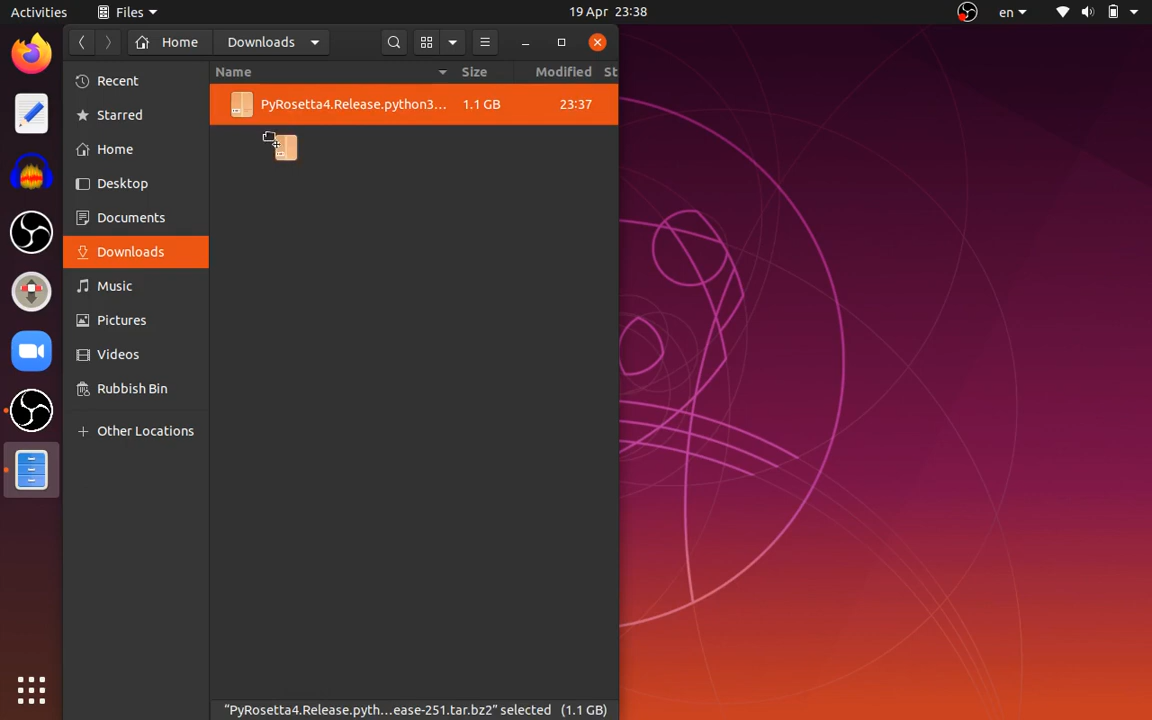 Activities Files 19 Apr 23:38 en
Home Downloads
Name Size Modified St
PyRosetta4.Release.python3... 1.1 GB 23:37
Recent
Starred
Home
Desktop
Documents
Downloads
Music
Pictures
Videos
Rubbish Bin
+ Other Locations
“PyRosetta4.Release.pyth...ease-251.tar.bz2” selected (1.1 GB)